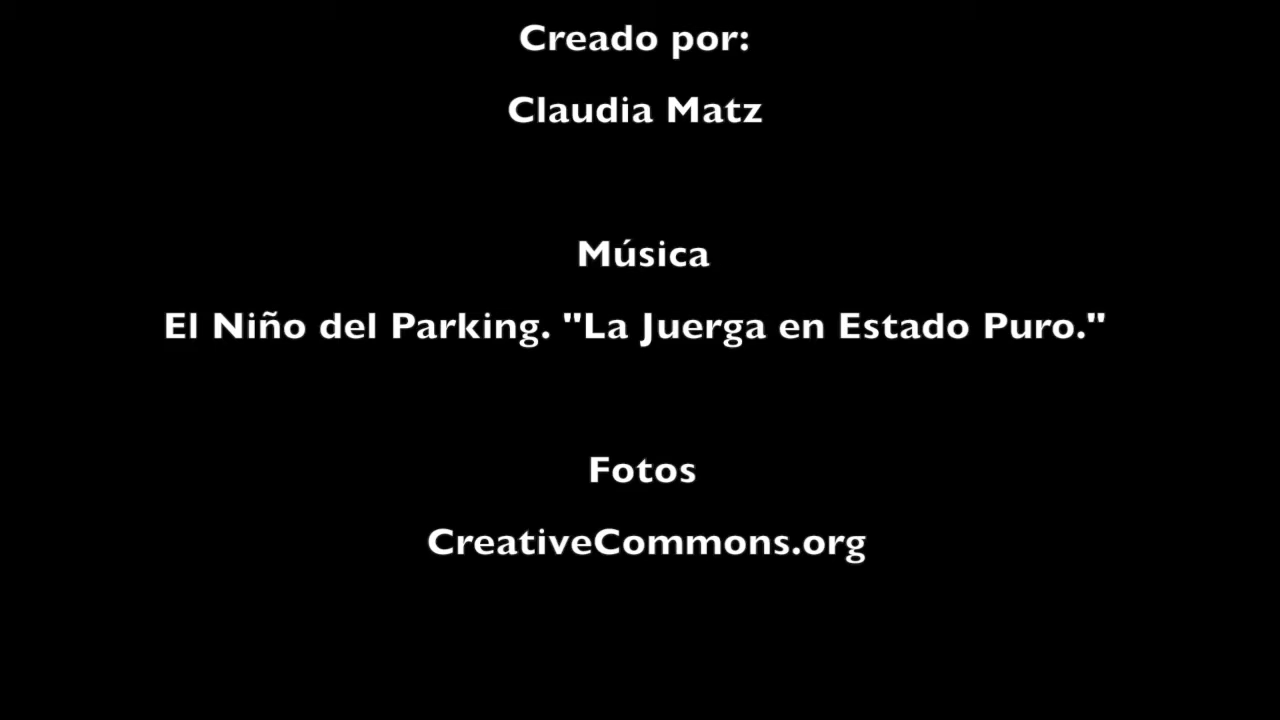 Creado por:
Claudia Matz
Música
El Niño del Parking. "La Juerga en Estado Puro."
Fotos
CreativeCommons.org